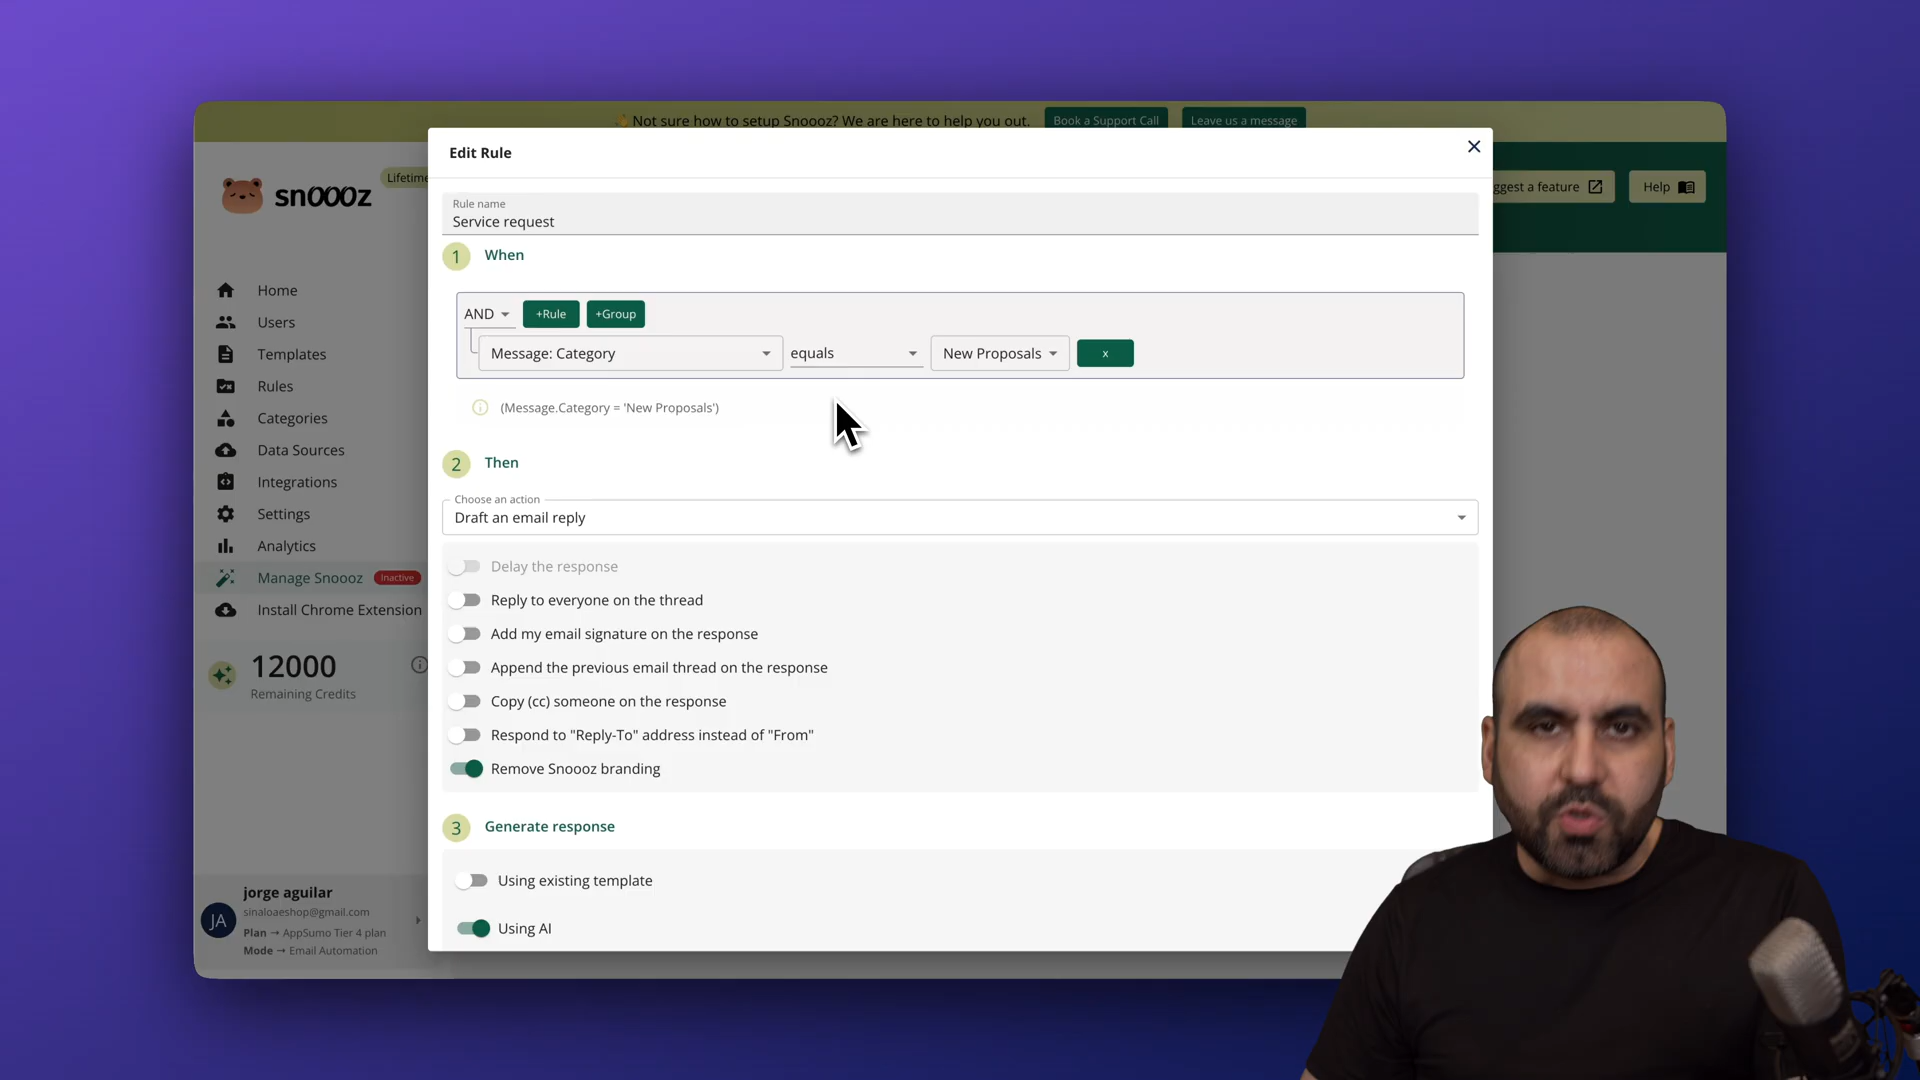 Not sure how to setup Snoooz? We are here to help you out.
Book a Support Call
Leave us a message
snoooz
Lifetime
ggest a feature
Help
Home
Users
Templates
Rules
Categories
Data Sources
Integrations
Settings
Analytics
Manage Snoooz
Inactive
Install Chrome Extension
12000
Remaining Credits
JA
jorge aguilar
sinaloaeshop@gmail.com
Plan → AppSumo Tier 4 plan
Mode → Email Automation
Edit Rule
Rule name
Service request
1 When
AND
+Rule
+Group
Message: Category
equals
New Proposals
x
(Message.Category = 'New Proposals')
2 Then
Choose an action
Draft an email reply
Delay the response
Reply to everyone on the thread
Add my email signature on the response
Append the previous email thread on the response
Copy (cc) someone on the response
Respond to "Reply-To" address instead of "From"
Remove Snoooz branding
3 Generate response
Using existing template
Using AI